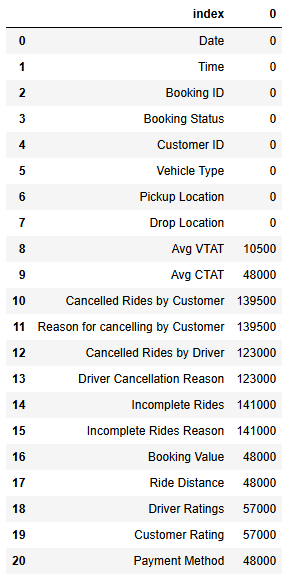 index 0
0 Date 0
1 Time 0
2 Booking ID 0
3 Booking Status 0
4 Customer ID 0
5 Vehicle Type 0
6 Pickup Location 0
7 Drop Location 0
8 Avg VTAT 10500
9 Avg CTAT 48000
10 Cancelled Rides by Customer 139500
11 Reason for cancelling by Customer 139500
12 Cancelled Rides by Driver 123000
13 Driver Cancellation Reason 123000
14 Incomplete Rides 141000
15 Incomplete Rides Reason 141000
16 Booking Value 48000
17 Ride Distance 48000
18 Driver Ratings 57000
19 Customer Rating 57000
20 Payment Method 48000